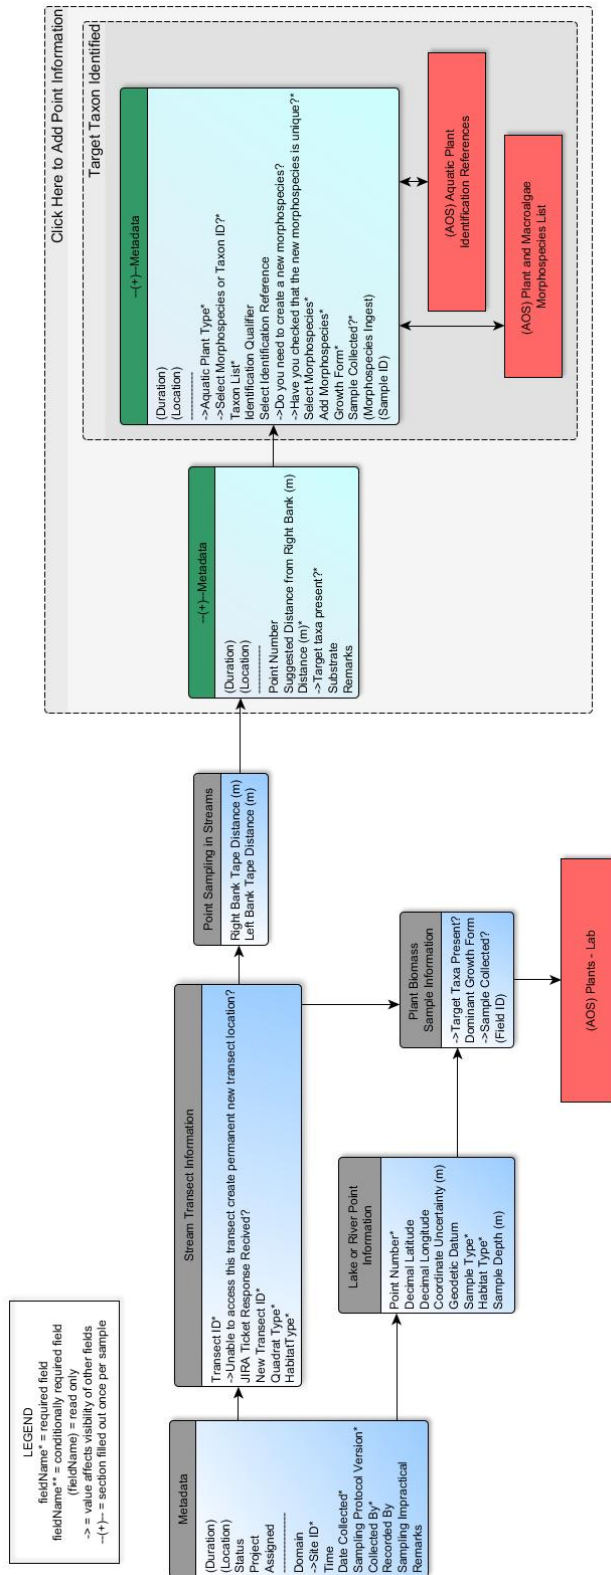 LEGEND
fieldName* = required field
fieldName** = conditionally required field
(fieldName) = read only
-> = value affects visibility of other fields
--(+)-- = section filled out once per sample
Metadata
(Duration)
(Location)
Status
Project
Assigned
---------------
Domain
->Site ID*
Time
Date Collected*
Sampling Protocol Version*
Collected By*
Recorded By
Sampling Impractical
Remarks
Stream Transect Information
Transect ID*
->Unable to access this transect create permanent new transect location?
JIRA Ticket Response Recived?
New Transect ID*
Quadrat Type*
HabitatType*
Lake or River Point
Information
Point Number*
Decimal Latitude
Decimal Longitude
Coordinate Uncertainty (m)
Geodetic Datum
Sample Type*
Habitat Type*
Sample Depth (m)
Point Sampling in Streams
Right Bank Tape Distance (m)
Left Bank Tape Distance (m)
Plant Biomass
Sample Information
->Target Taxa Present?
Dominant Growth Form
->Sample Collected?
(Field ID)
(AOS) Plants - Lab
Click Here to Add Point Information
--(+)--Metadata
(Duration)
(Location)
---------------
Point Number
Suggested Distance from Right Bank (m)
Distance (m)*
->Target taxa present?*
Substrate
Remarks
Target Taxon Identified
--(+)--Metadata
(Duration)
(Location)
---------------
->Aquatic Plant Type*
->Select Morphospecies or Taxon ID?*
Taxon List*
Identification Qualifier
Select Identification Reference
->Do you need to create a new morphospecies?
->Have you checked that the new morphospecies is unique?*
Select Morphospecies*
Add Morphospecies*
Growth Form*
Sample Collected?*
(Morphospecies Ingest)
(Sample ID)
(AOS) Aquatic Plant
Identification References
(AOS) Plant and Macroalgae
Morphospecies List